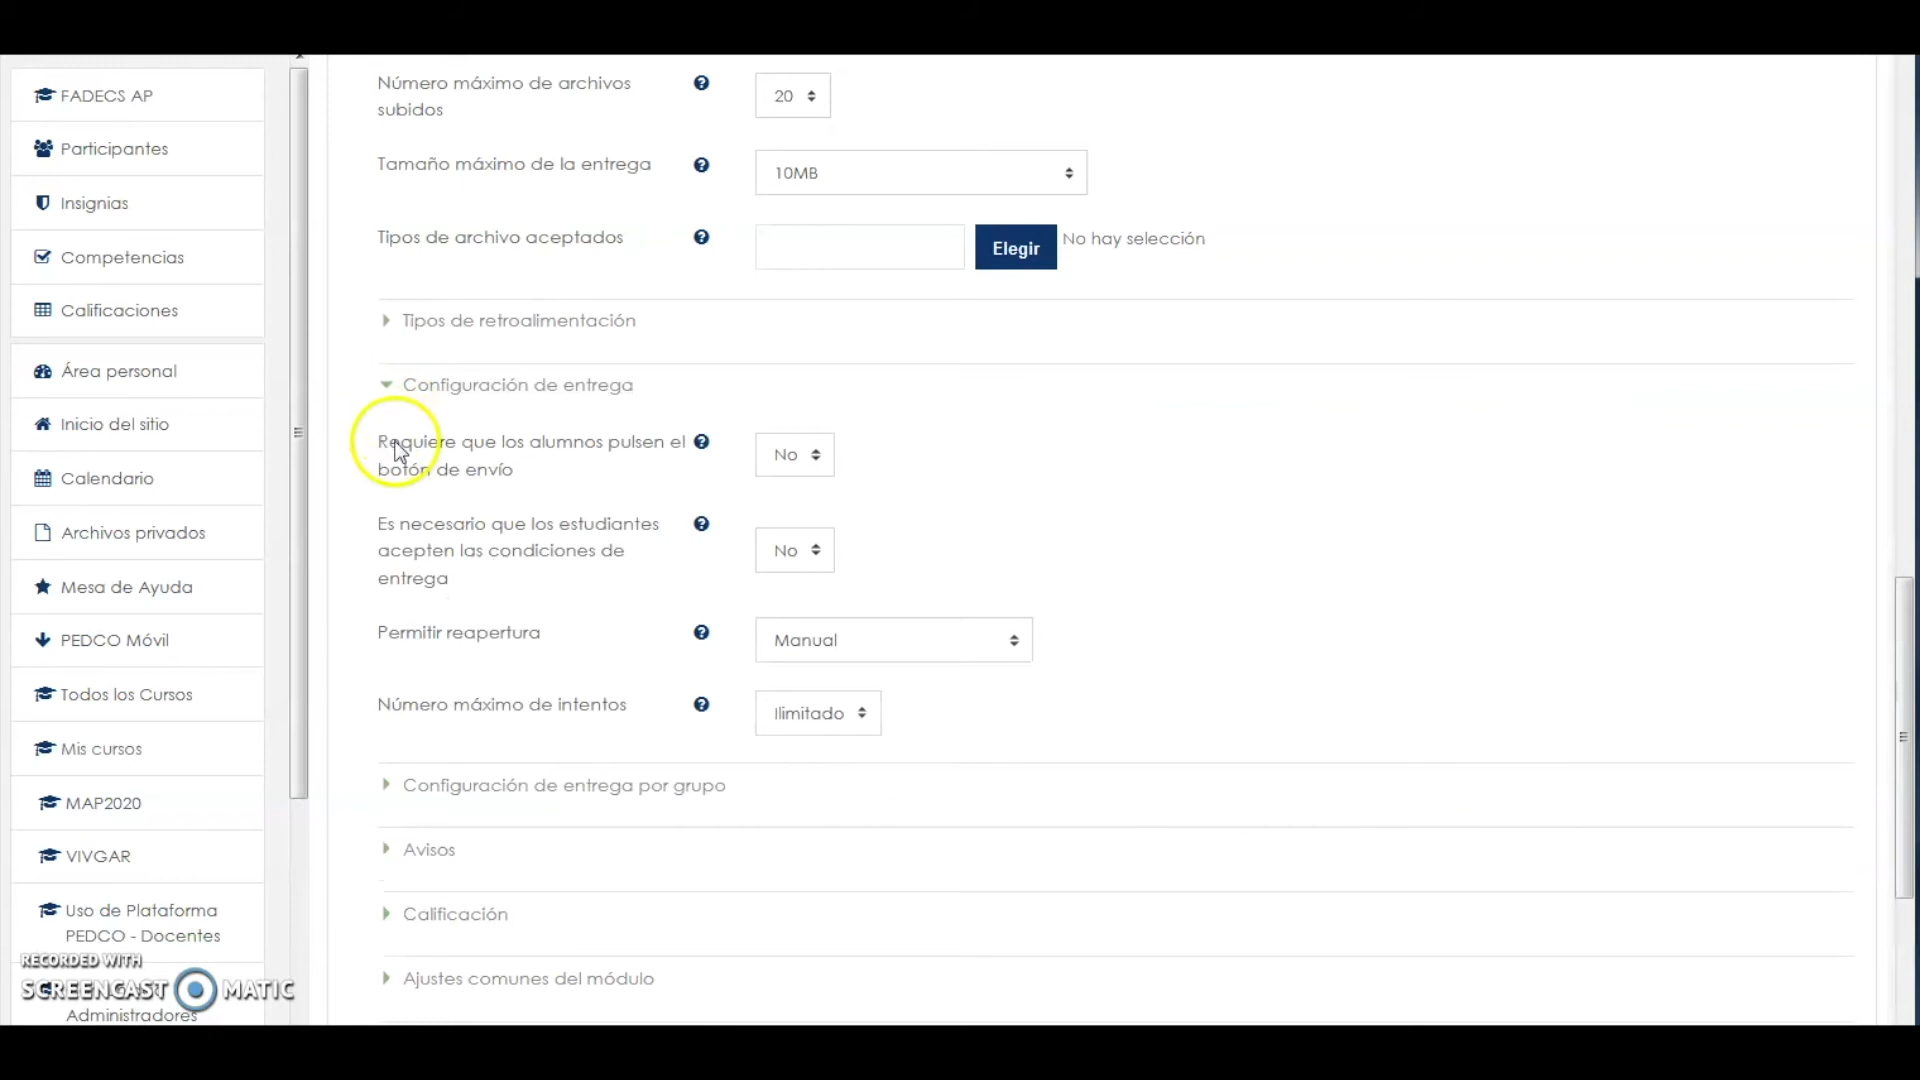 FADECS AP
Participantes
Insignias
Competencias
Calificaciones
Área personal
Inicio del sitio
Calendario
Archivos privados
Mesa de Ayuda
PEDCO Móvil
Todos los Cursos
Mis cursos
MAP2020
VIVGAR
Uso de Plataforma
PEDCO - Docentes
Administradores
RECORDED WITH
SCREENCAST MATIC
Número máximo de archivos
subidos
20
Tamaño máximo de la entrega
10MB
Tipos de archivo aceptados
Elegir
No hay selección
Tipos de retroalimentación
Configuración de entrega
Requiere que los alumnos pulsen el
botón de envío
No
Es necesario que los estudiantes
acepten las condiciones de
entrega
No
Permitir reapertura
Manual
Número máximo de intentos
Ilimitado
Configuración de entrega por grupo
Avisos
Calificación
Ajustes comunes del módulo